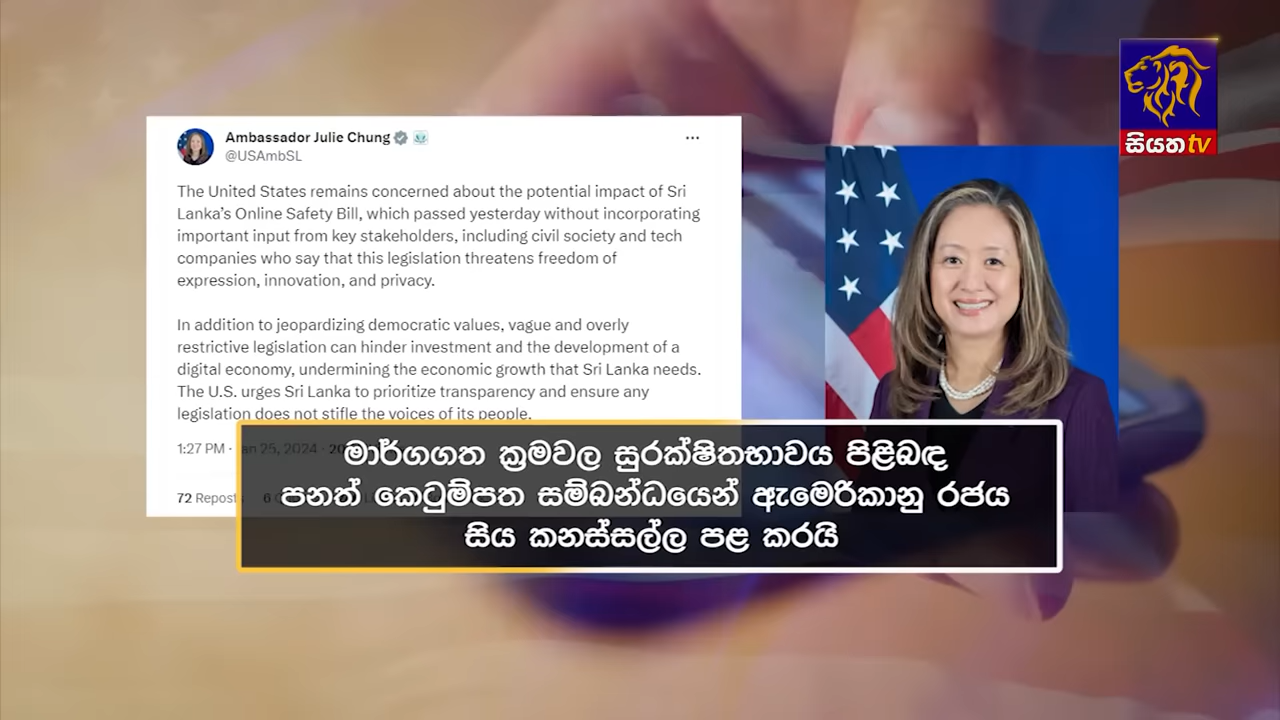 සියත tv
Ambassador Julie Chung
@USAmbSL
The United States remains concerned about the potential impact of Sri
Lanka's Online Safety Bill, which passed yesterday without incorporating
important input from key stakeholders, including civil society and tech
companies who say that this legislation threatens freedom of
expression, innovation, and privacy.
In addition to jeopardizing democratic values, vague and overly
restrictive legislation can hinder investment and the development of a
digital economy, undermining the economic growth that Sri Lanka needs.
The U.S. urges Sri Lanka to prioritize transparency and ensure any
legislation does not stifle the voices of its people.
1:27 PM · Jan 25, 2024 ·
72
මාර්ගගත ක්‍රමවල සුරක්ෂිතභාවය පිළිබඳ
පනත් කෙටුම්පත සම්බන්ධයෙන් ඇමෙරිකානු රජය
සිය කනස්සල්ල පළ කරයි